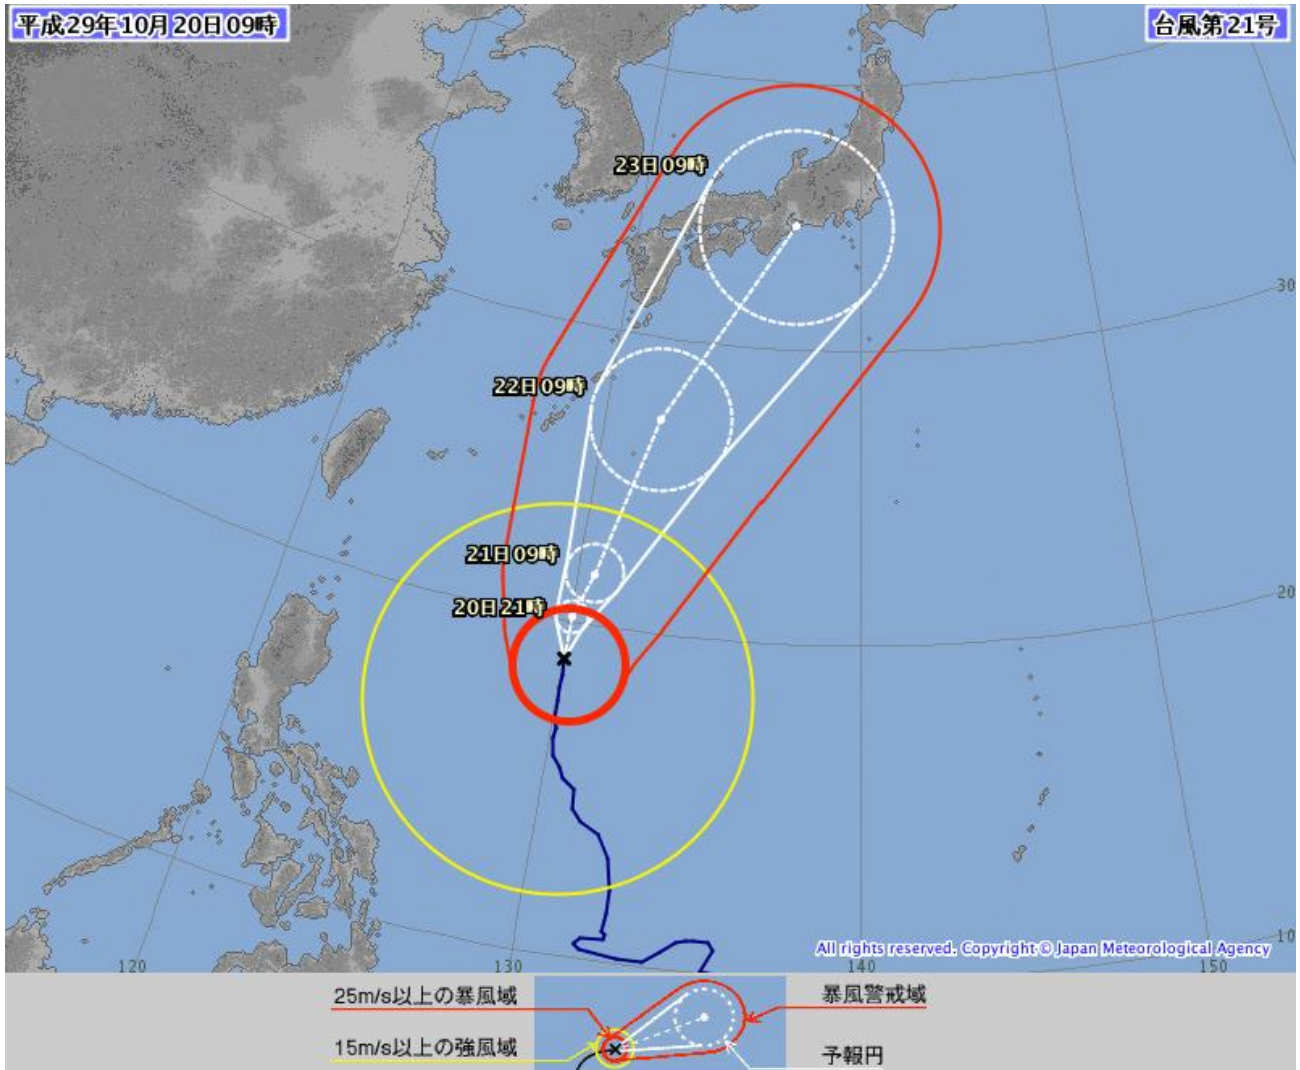 平成29年10月20日09時
台風第21号
23日09時
30
22日09時
21日09時
20
20日21時
All rights reserved. Copyright © Japan Meteorological Agency
10
120
130
140
150
25m/s以上の暴風域
暴風警戒域
15m/s以上の強風域
予報円